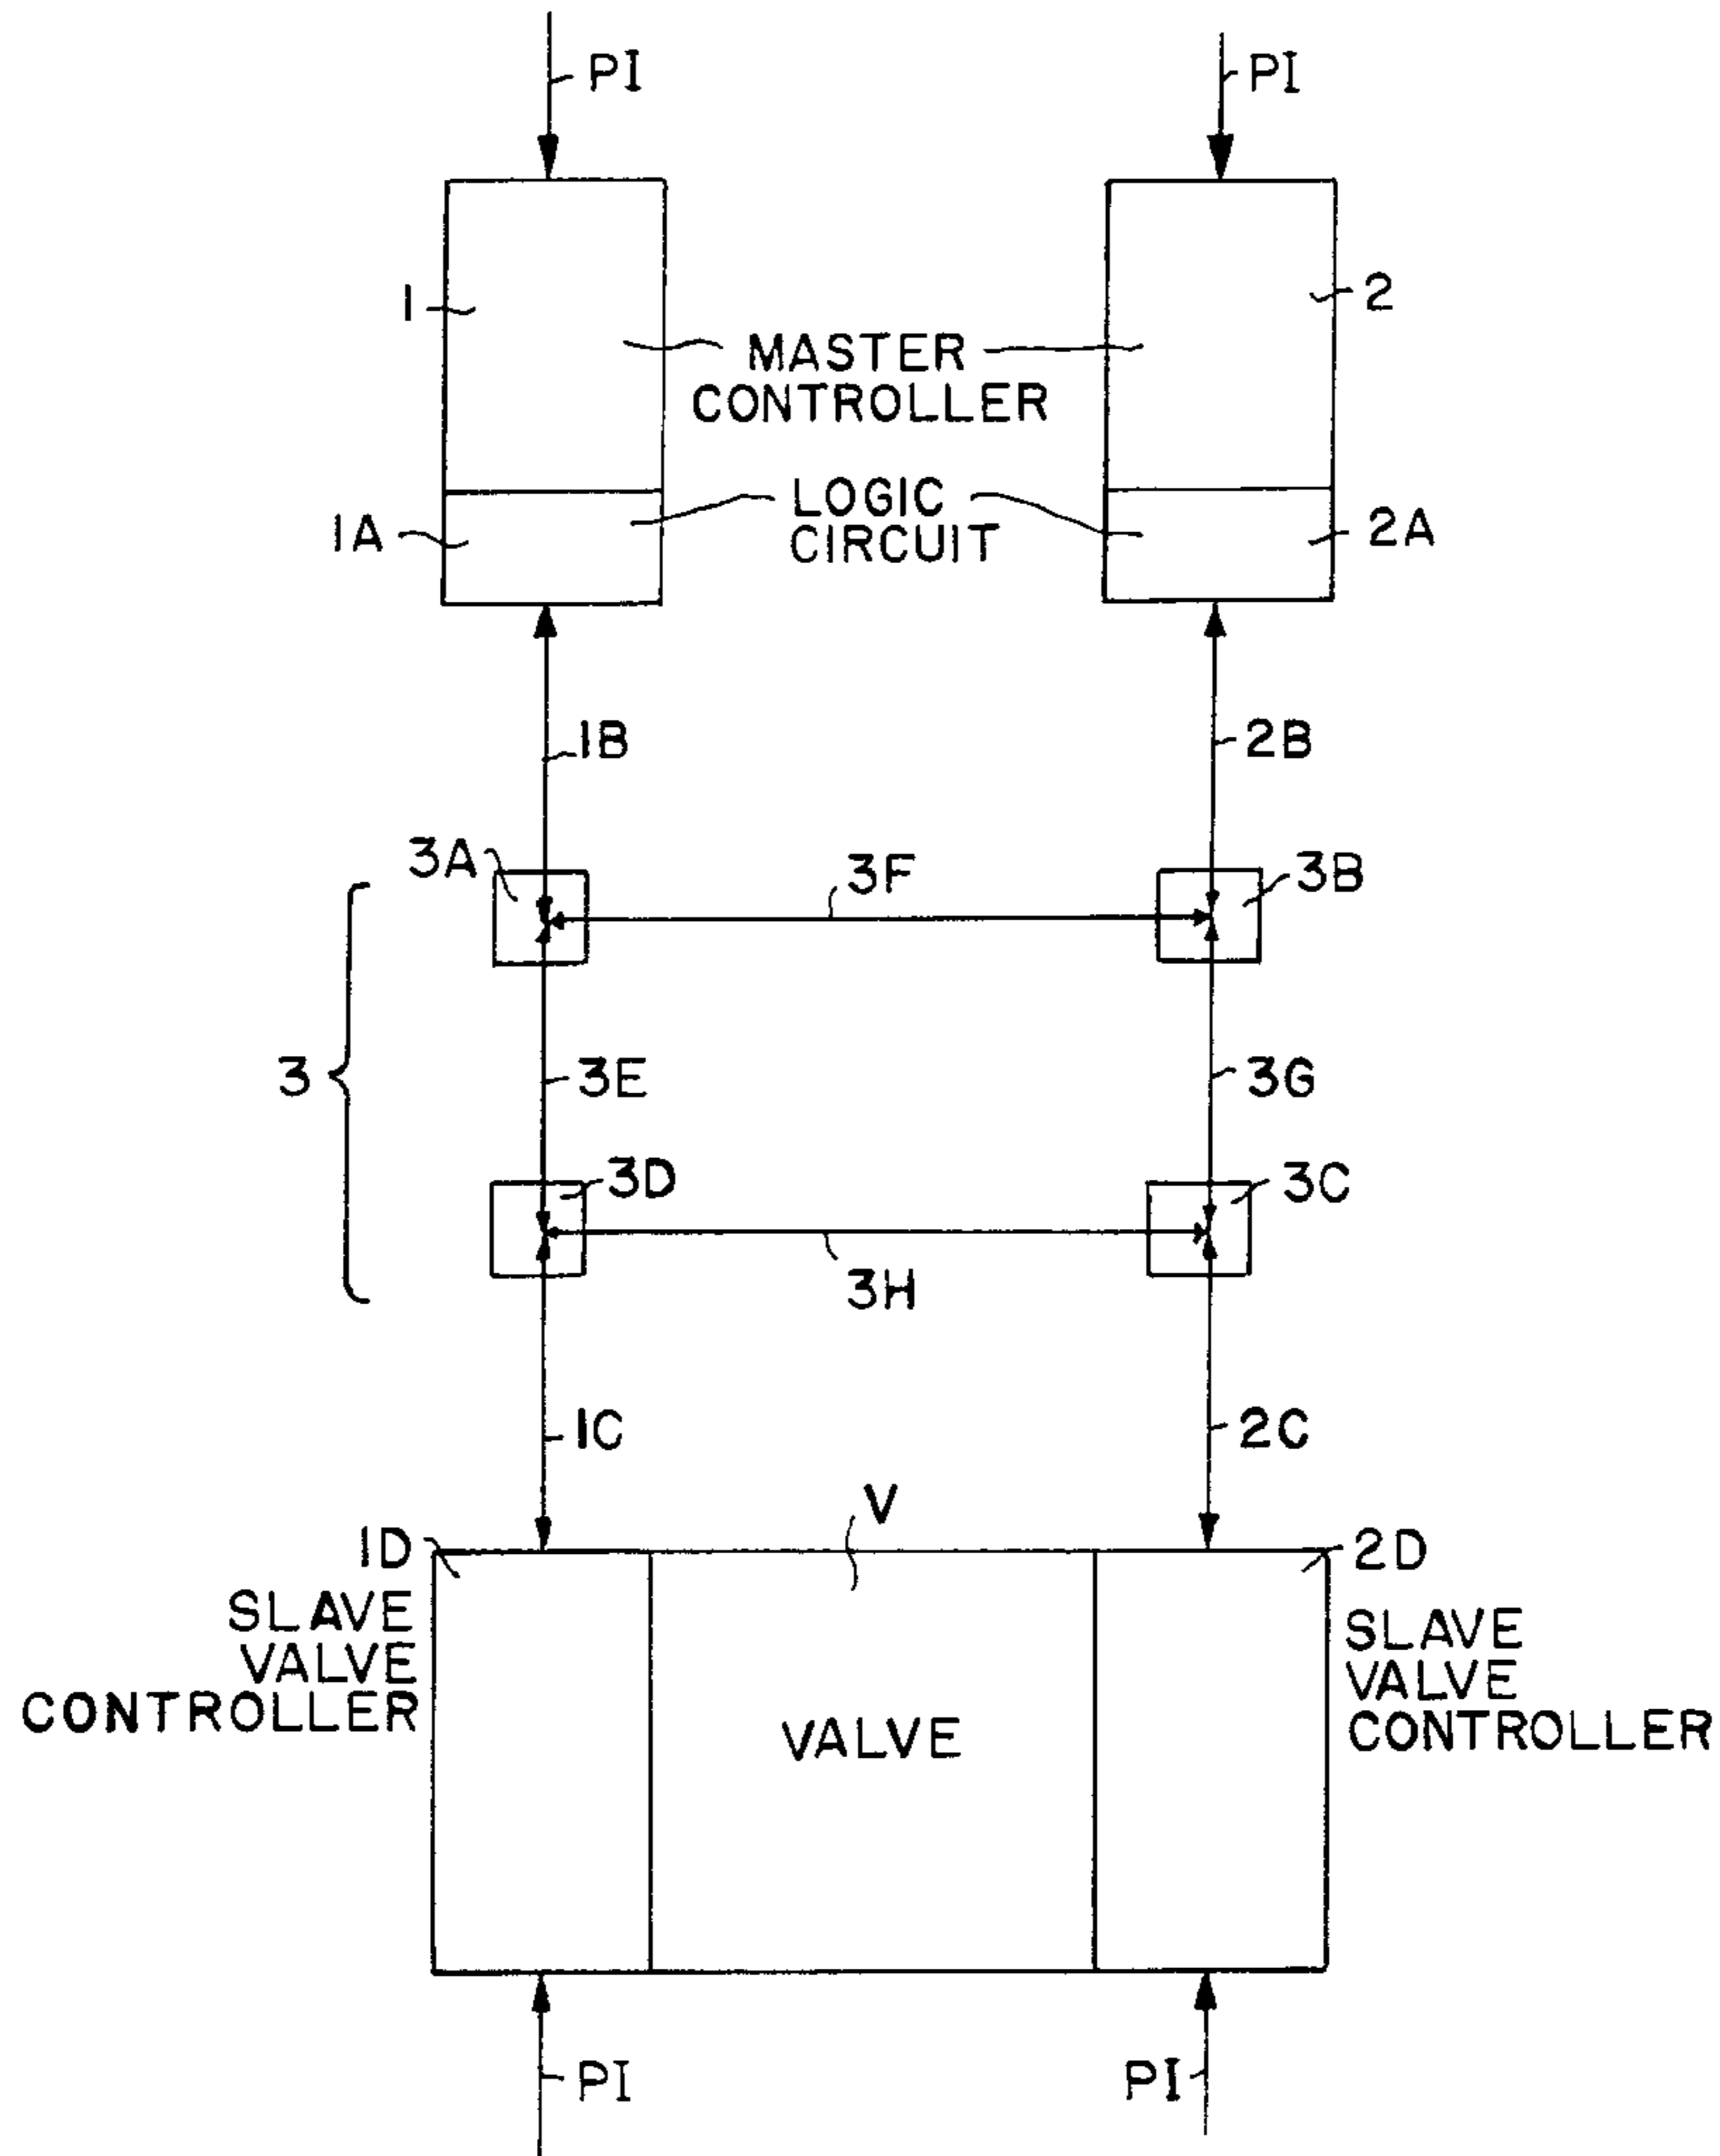 PI
PI
1
2
MASTER
CONTROLLER
LOGIC
CIRCUIT
1A
2A
1B
2B
3A
3F
3B
3
3E
3G
3D
3C
3H
1C
2C
V
1D
2D
SLAVE
VALVE
CONTROLLER
SLAVE
VALVE
CONTROLLER
VALVE
PI
PI